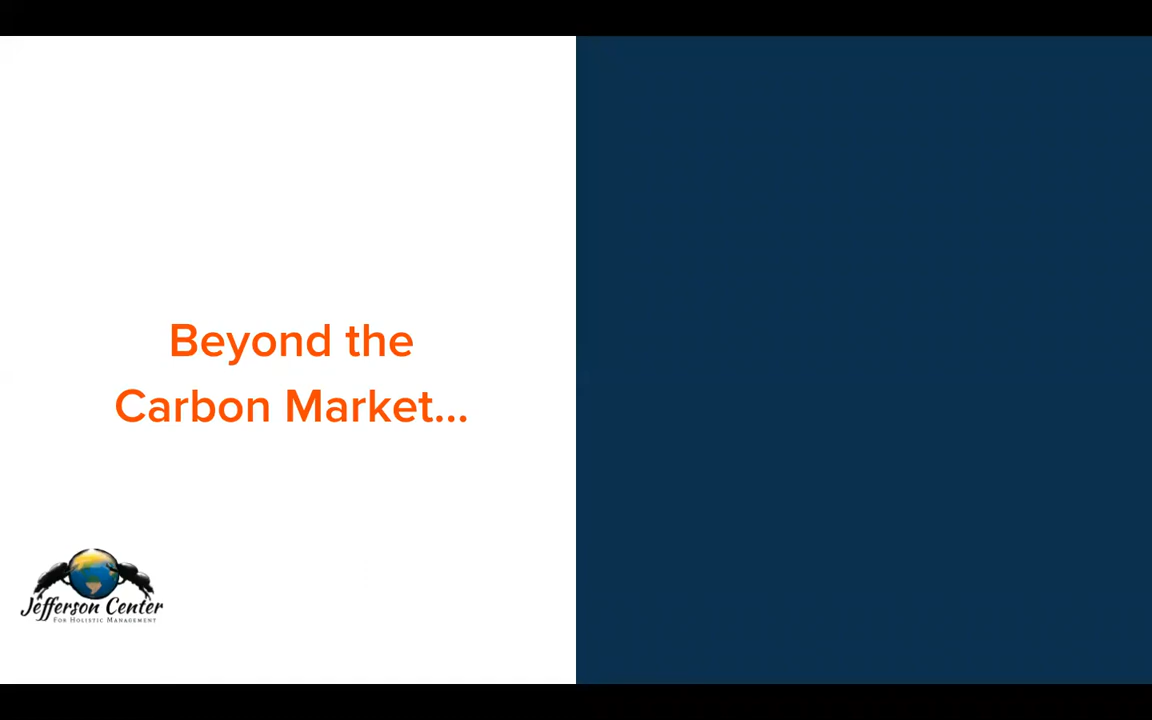 Beyond the
Carbon Market...
Jefferson Center
For Holistic Management